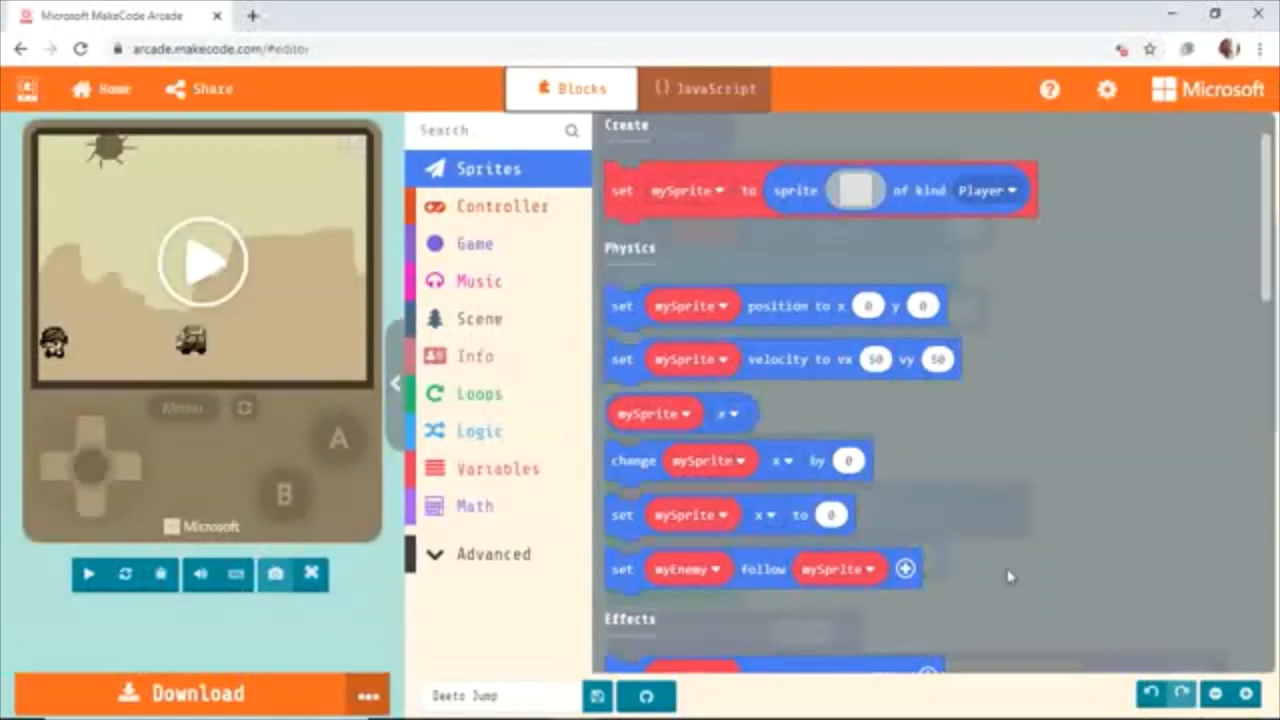 Microsoft MakeCode Arcade
arcade.makecode.com/#editor
Home
Share
Blocks
{} JavaScript
Microsoft
Search
Sprites
Controller
Game
Music
Scene
Info
Loops
Logic
Variables
Math
Advanced
Create
set mySprite to sprite of kind Player
Physics
set mySprite position to x 0 y 0
set mySprite velocity to vx 50 vy 50
mySprite x
change mySprite x by 0
set mySprite x to 0
set myEnemy follow mySprite
Effects
Menu
A
B
Microsoft
Download
Deeto Jump